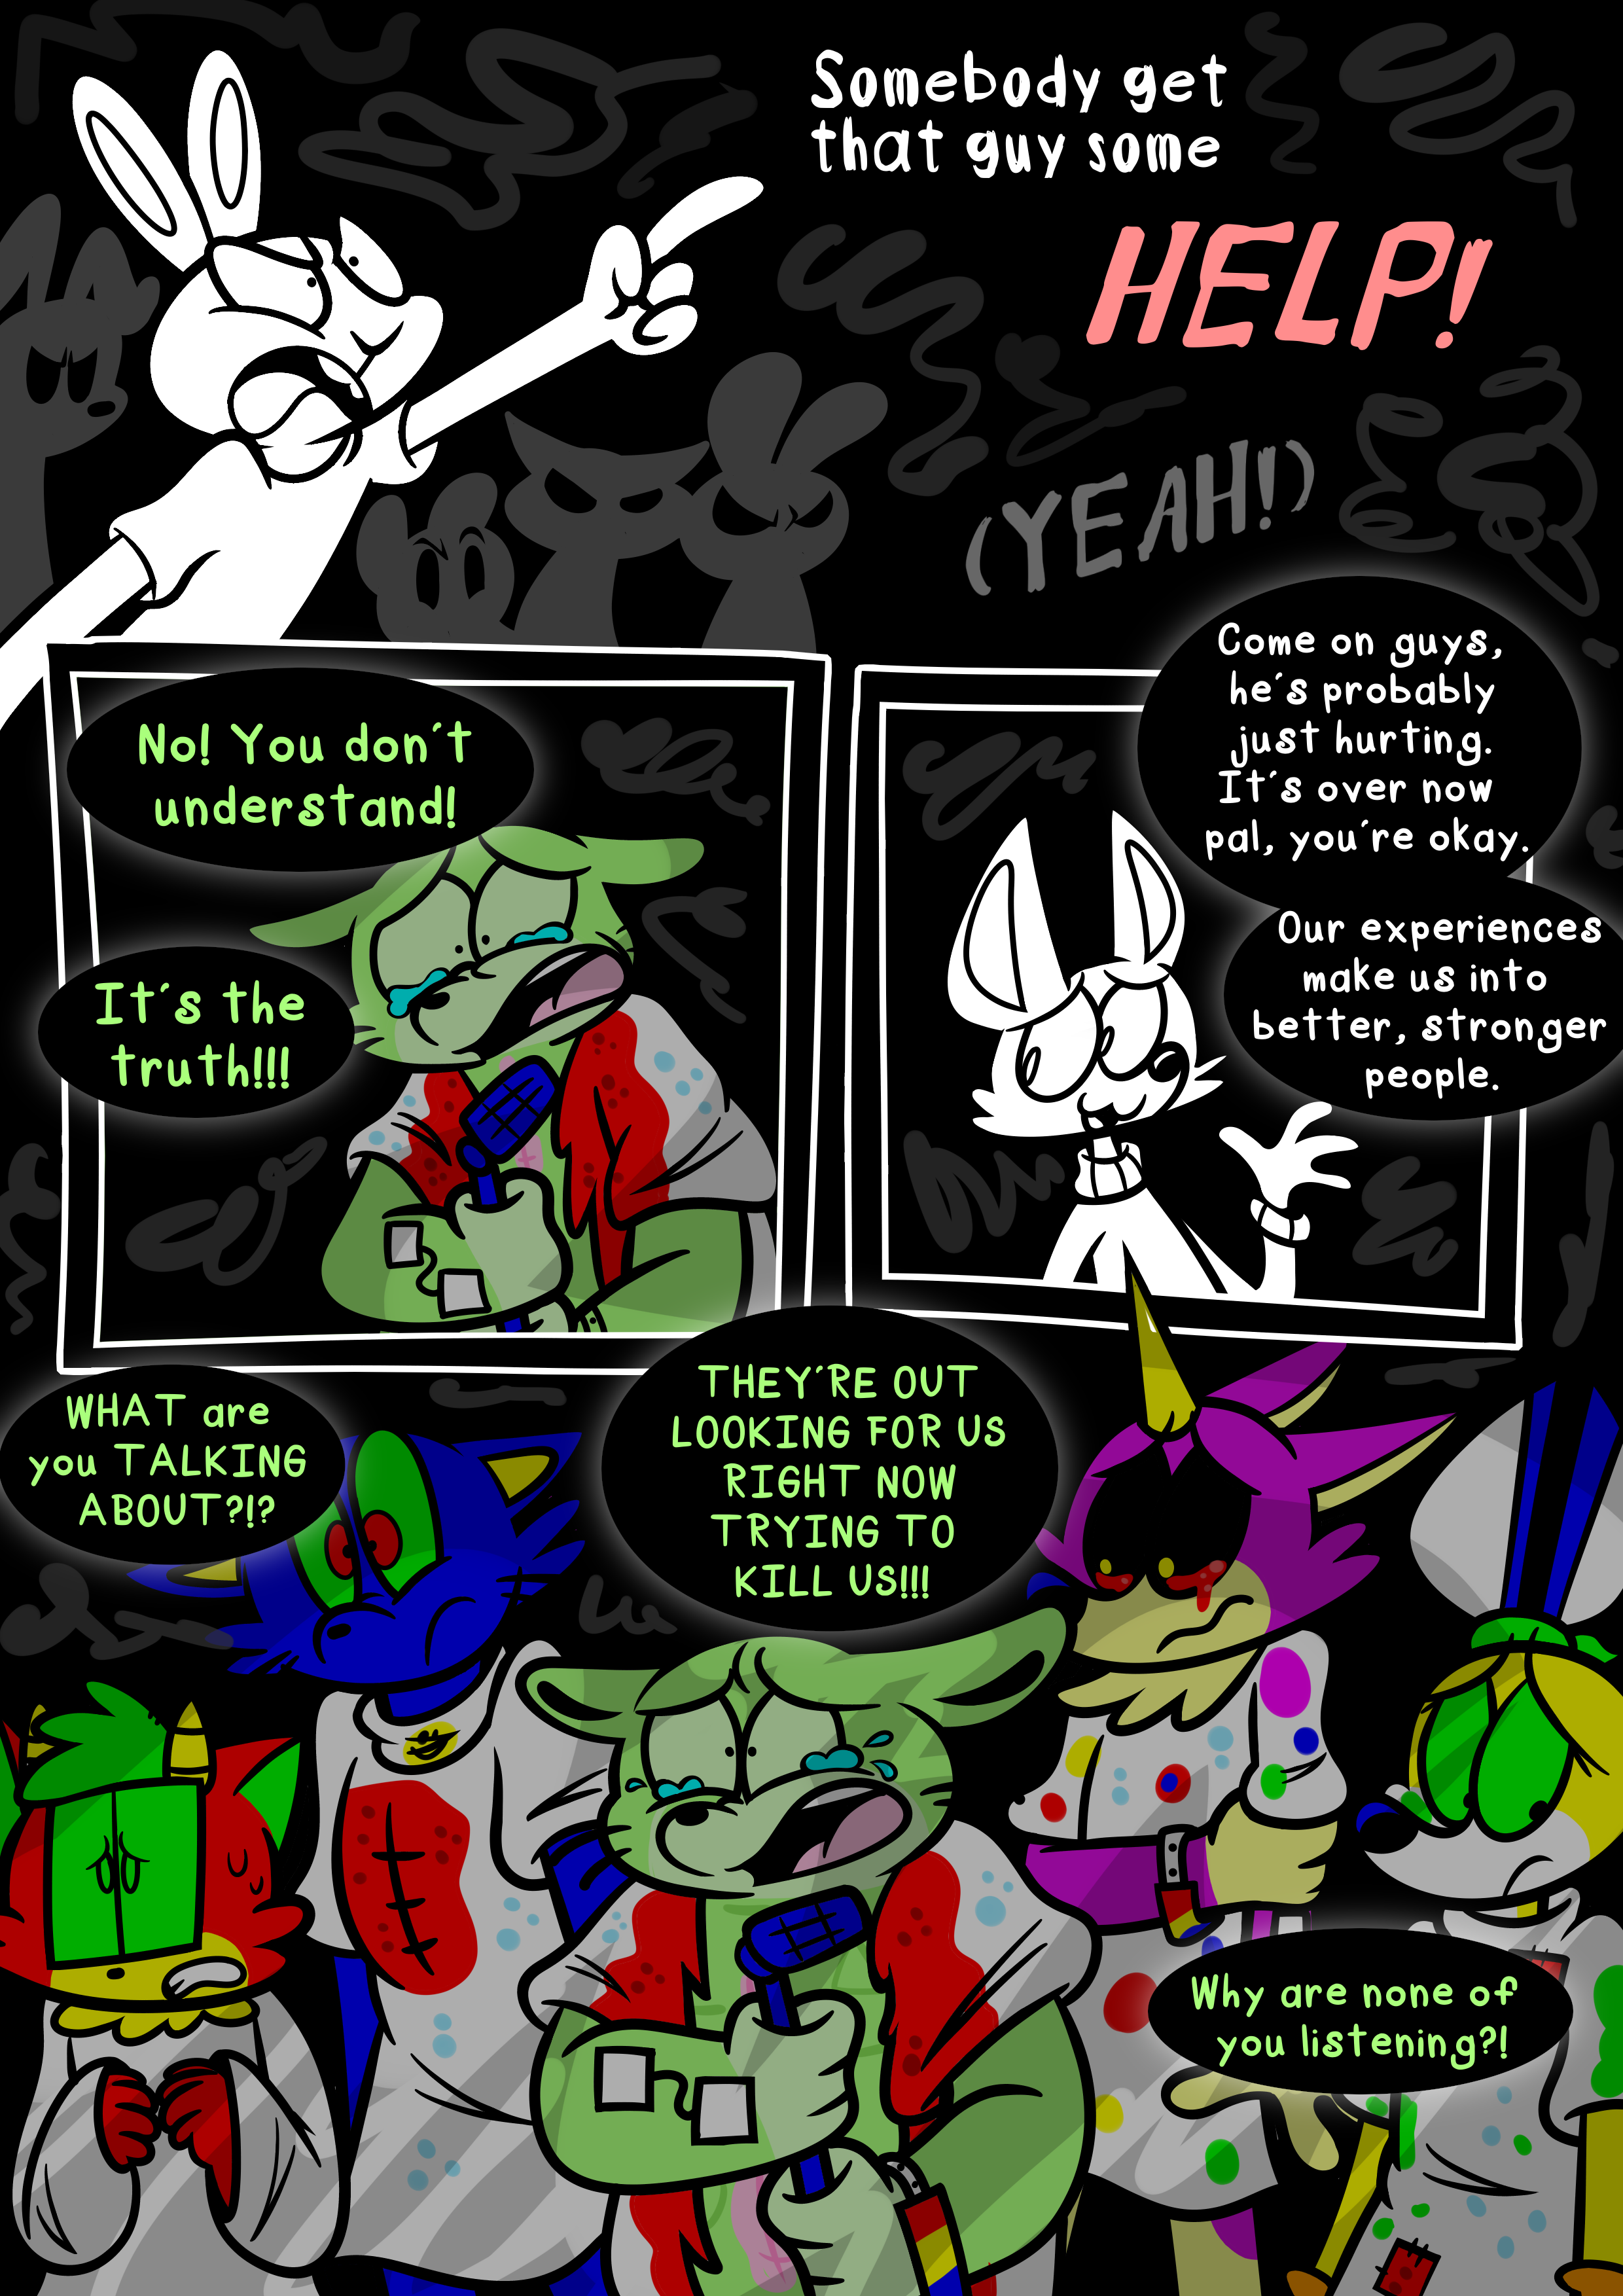 Somebody get
that guy some
HELP!
(YEAH!)
No! You don't
understand!
It's the
truth!!!
Come on guys,
he's probably
just hurting.
It's over now
pal, you're okay.
Our experiences
make us into
better, stronger
people.
WHAT are
you TALKING
ABOUT?!?
THEY'RE OUT
LOOKING FOR US
RIGHT NOW
TRYING TO
KILL US!!!
Why are none of
you listening?!